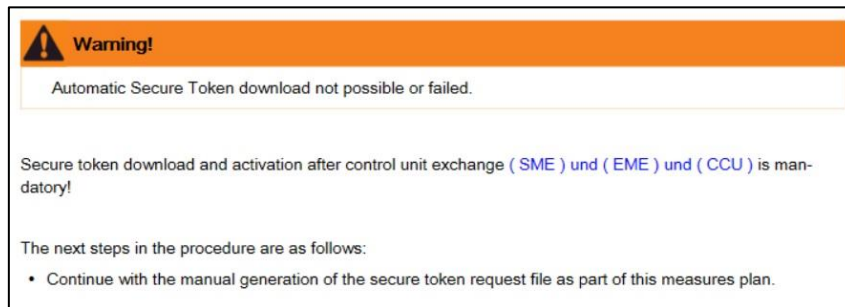 Warning!
Automatic Secure Token download not possible or failed.
Secure token download and activation after control unit exchange ( SME ) und ( EME ) und ( CCU ) is man-
datory!
The next steps in the procedure are as follows:
• Continue with the manual generation of the secure token request file as part of this measures plan.